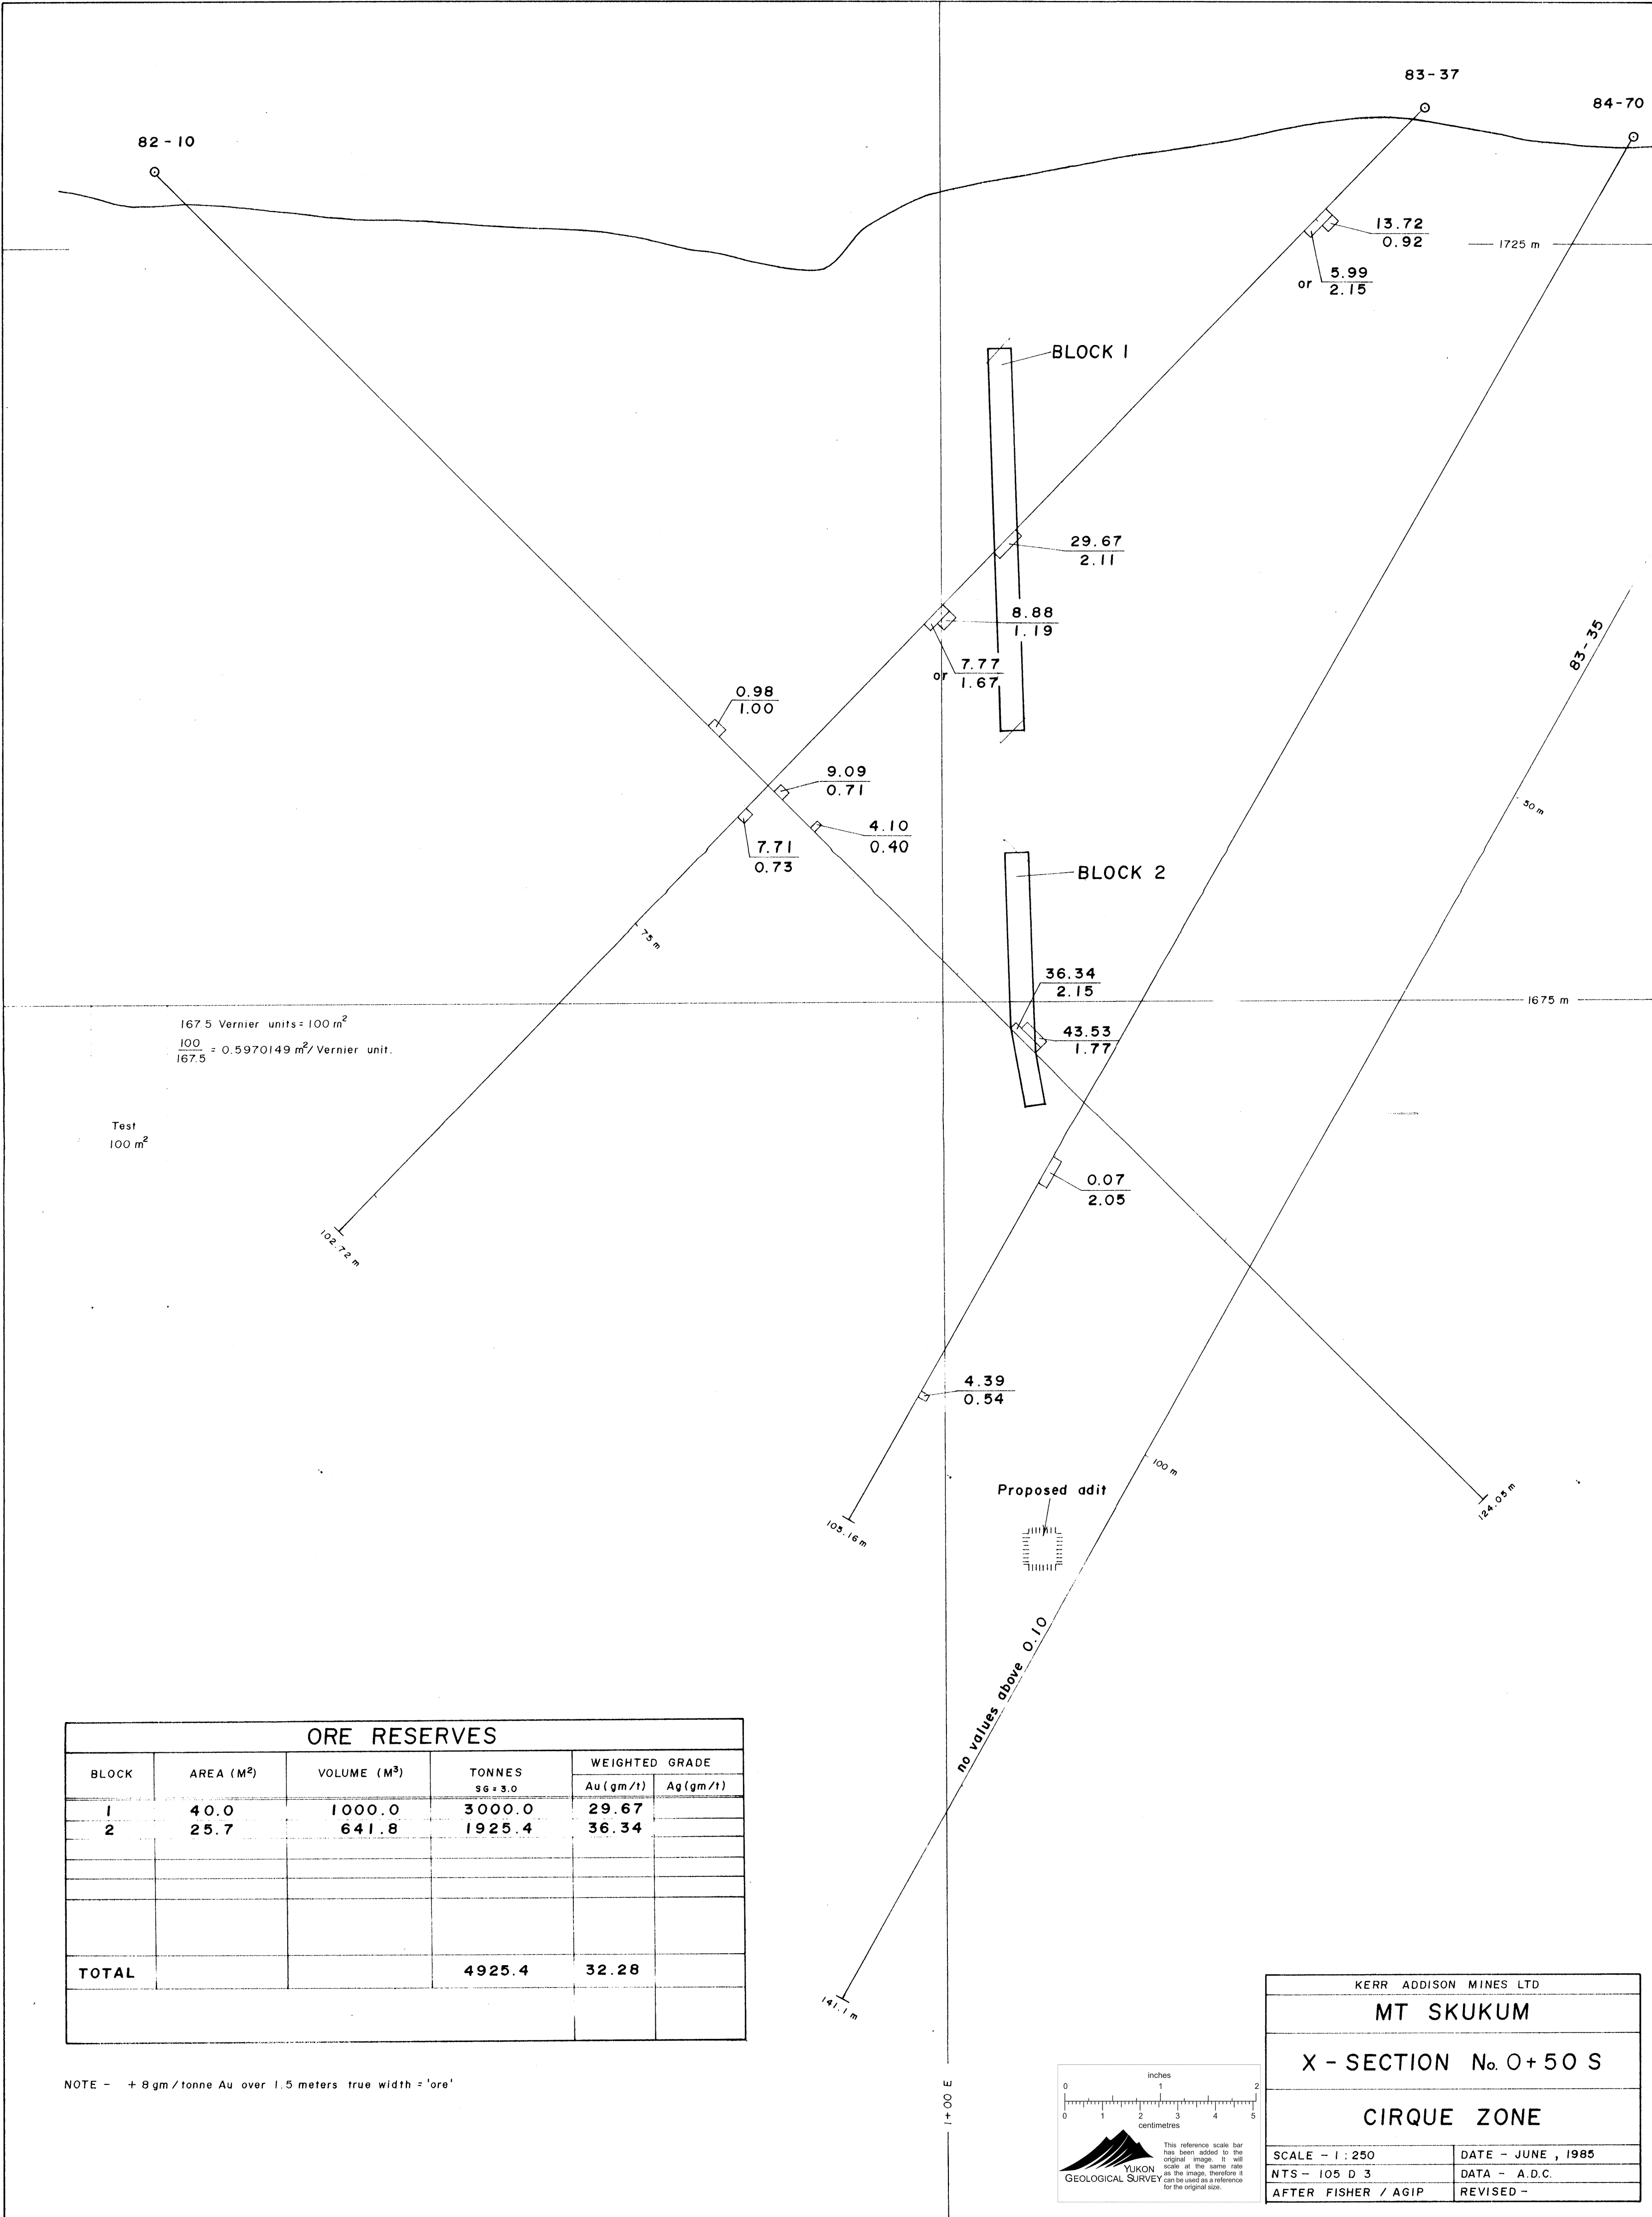 83-37
84-70
82-10
13.72
0.92
1725 m
or 5.99
2.15
BLOCK 1
29.67
2.11
8.88
1.19
or 7.77
1.67
83-35
0.98
1.00
9.09
0.71
50 m
4.10
0.40
7.71
0.73
BLOCK 2
75 m
36.34
2.15
1675 m
167.5 Vernier units = 100 m²
100
167.5 = 0.5970149 m²/Vernier unit.
43.53
1.77
Test
100 m²
0.07
2.05
102.72 m
4.39
0.54
100 m
Proposed adit
124.05 m
105.16 m
no values above 0.10
ORE RESERVES
BLOCK AREA (M²) VOLUME (M³) TONNES WEIGHTED GRADE
SG = 3.0 Au (gm/t) Ag (gm/t)
1 40.0 1000.0 3000.0 29.67
2 25.7 641.8 1925.4 36.34
TOTAL 4925.4 32.28
141.1 m
NOTE - + 8 gm / tonne Au over 1.5 meters true width = 'ore'
1+00 E
inches
0 1 2
0 1 2 3 4 5
centimetres
YUKON
GEOLOGICAL SURVEY
This reference scale bar
has been added to the
original image. It will
scale at the same rate
as the image, therefore it
can be used as a reference
for the original size.
KERR ADDISON MINES LTD
MT SKUKUM
X - SECTION No. 0+50 S
CIRQUE ZONE
SCALE - 1 : 250 DATE - JUNE , 1985
NTS - 105 D 3 DATA - A.D.C.
AFTER FISHER / AGIP REVISED -